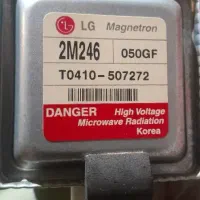 LG Magnetron
2M246 050GF
T0410-507272
DANGER High Voltage
Microwave Radiation
Korea